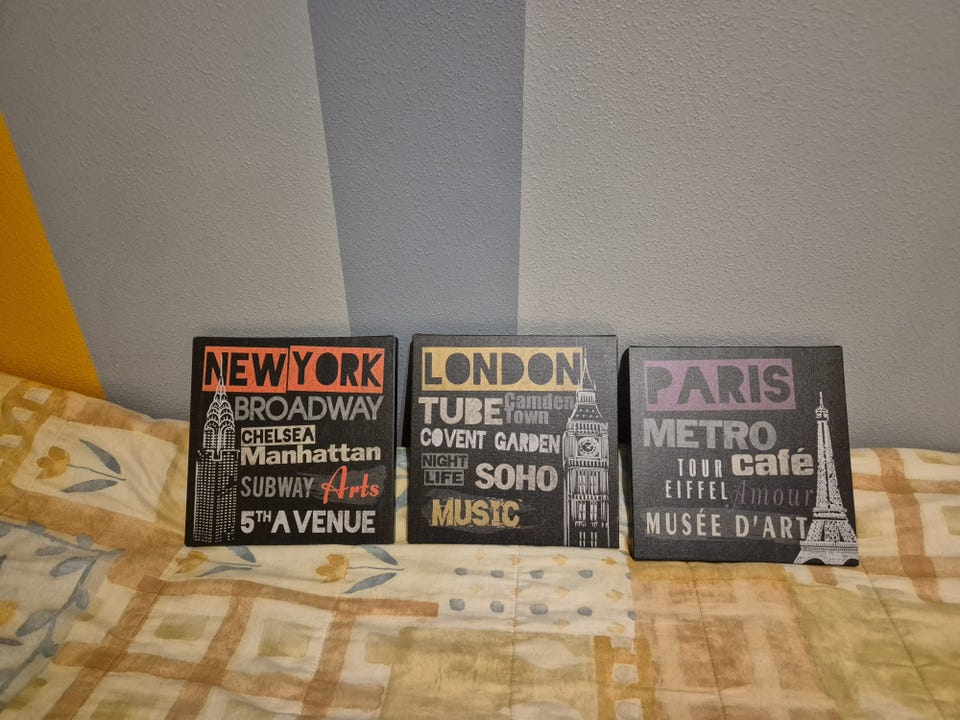 NEW YORK
BROADWAY
CHELSEA
Manhattan
SUBWAY Arts
5TH AVENUE
LONDON
TUBE Camden Town
COVENT GARDEN
NIGHT LIFE SOHO
MUSIC
PARIS
METRO
TOUR EIFFEL café
Amour
MUSÉE D'ART